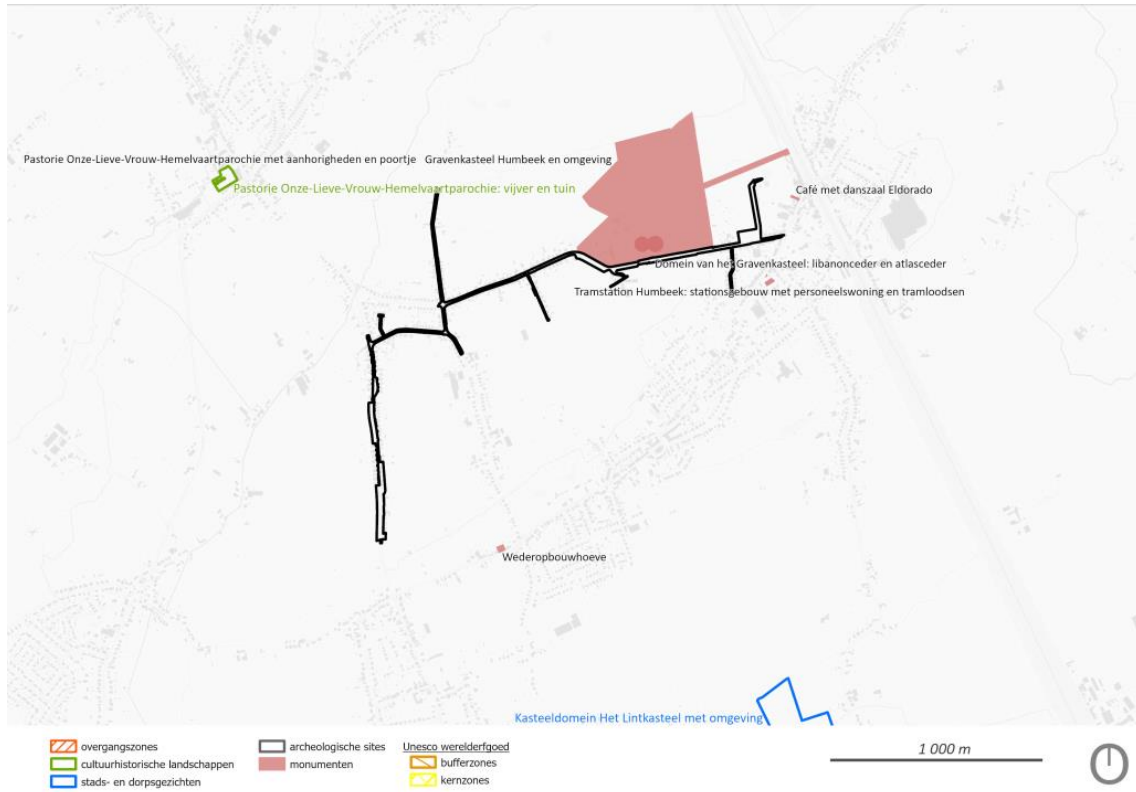 Pastorie Onze-Lieve-Vrouw-Hemelvaartparochie met aanhorigheden en poortje
Gravenkasteel Humbeek en omgeving
Pastorie Onze-Lieve-Vrouw-Hemelvaartparochie: vijver en tuin
Café met danszaal Eldorado
Domein van het Gravenkasteel: libanonceder en atlasceder
Tramstation Humbeek: stationsgebouw met personeelswoning en tramloodsen
Wederopbouwhoeve
Kasteeldomein Het Lintkasteel met omgeving
overgangszones
cultuurhistorische landschappen
stads- en dorpsgezichten
archeologische sites
monumenten
Unesco werelderfgoed
bufferzones
kernzones
1 000 m